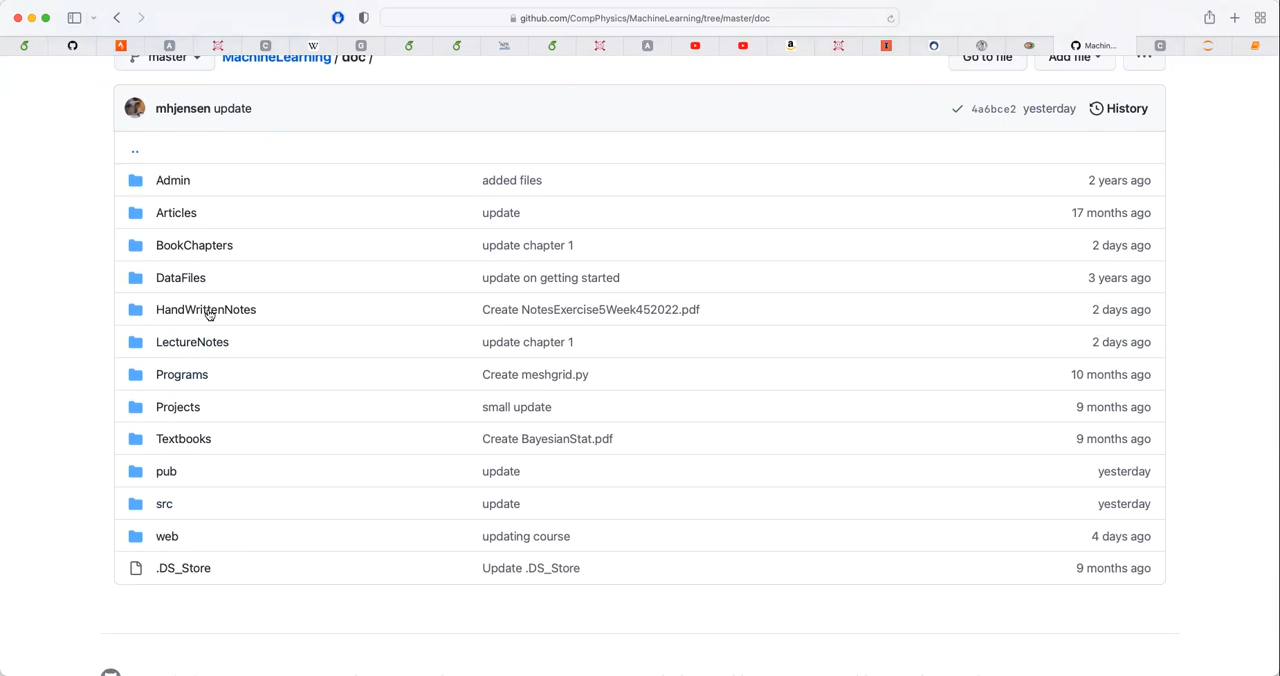 github.com/CompPhysics/MachineLearning/tree/master/doc
Machin...
master MachineLearning / doc / Go to file Add file ...
mhjensen update 4a6bce2 yesterday History
..
Admin added files 2 years ago
Articles update 17 months ago
BookChapters update chapter 1 2 days ago
DataFiles update on getting started 3 years ago
HandWrittenNotes Create NotesExercise5Week452022.pdf 2 days ago
LectureNotes update chapter 1 2 days ago
Programs Create meshgrid.py 10 months ago
Projects small update 9 months ago
Textbooks Create BayesianStat.pdf 9 months ago
pub update yesterday
src update yesterday
web updating course 4 days ago
.DS_Store Update .DS_Store 9 months ago